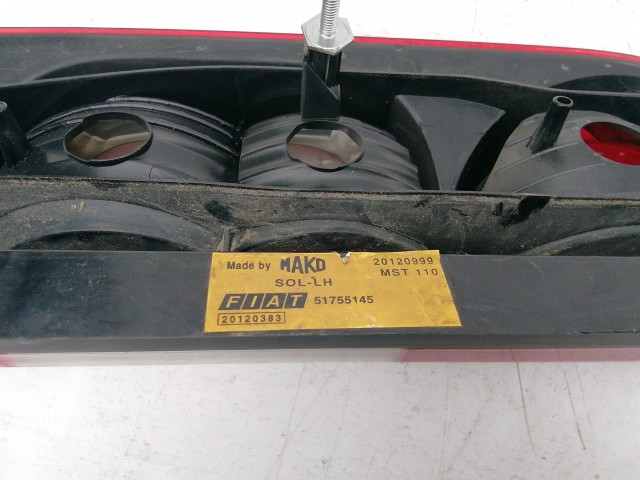 Made by MAKO 20120999
SOL-LH MST 110
FIAT 51755145
20120383